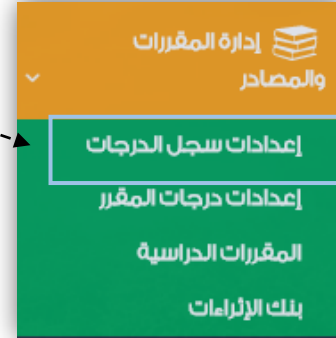 إدارة المقررات
والمصادر
إعدادات سجل الدرجات
إعدادات درجات المقرر
المقررات الدراسية
بنك الإثراءات